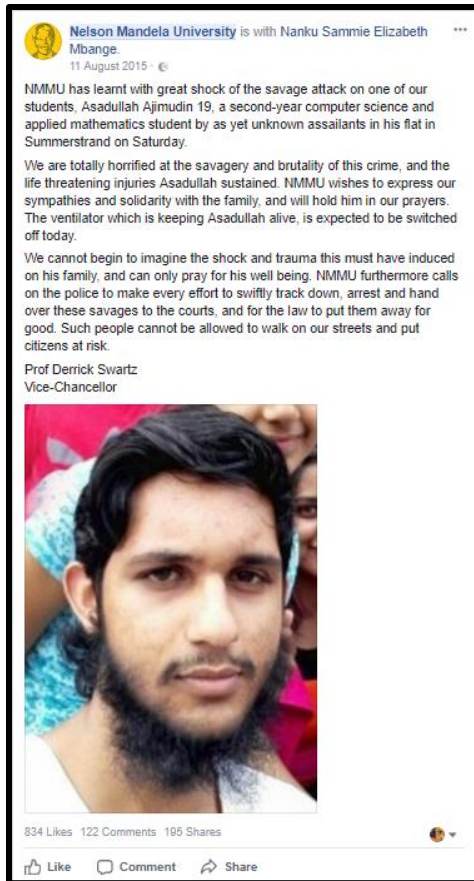 Nelson Mandela University is with Nanku Sammie Elizabeth
Mbange.
11 August 2015 ·
NMMU has learnt with great shock of the savage attack on one of our
students, Asadullah Ajimudin 19, a second-year computer science and
applied mathematics student by as yet unknown assailants in his flat in
Summerstrand on Saturday.
We are totally horrified at the savagery and brutality of this crime, and the
life threatening injuries Asadullah sustained. NMMU wishes to express our
sympathies and solidarity with the family, and will hold him in our prayers.
The ventilator which is keeping Asadullah alive, is expected to be switched
off today.
We cannot begin to imagine the shock and trauma this must have induced
on his family, and can only pray for his well being. NMMU furthermore calls
on the police to make every effort to swiftly track down, arrest and hand
over these savages to the courts, and for the law to put them away for
good. Such people cannot be allowed to walk on our streets and put
citizens at risk.
Prof Derrick Swartz
Vice-Chancellor
834 Likes 122 Comments 195 Shares
Like Comment Share